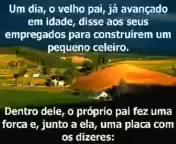 Um dia, o velho pai, já avançado
em idade, disse aos seus
empregados para construírem um
pequeno celeiro.
Dentro dele, o próprio pai fez uma
forca e, junto a ela, uma placa com
os dizeres: